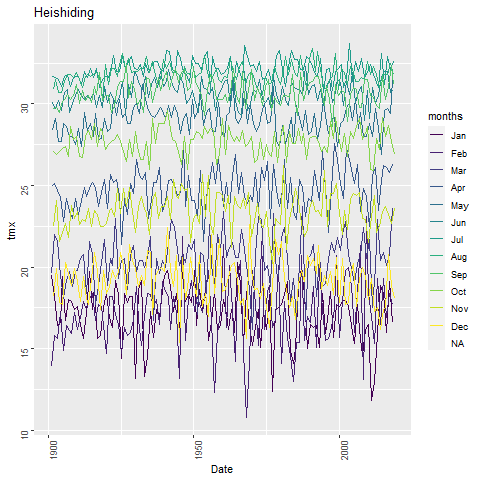 Heishiding
30
25
20
15
10
tmx
1900
1950
2000
Date
months
Jan
Feb
Mar
Apr
May
Jun
Jul
Aug
Sep
Oct
Nov
Dec
NA